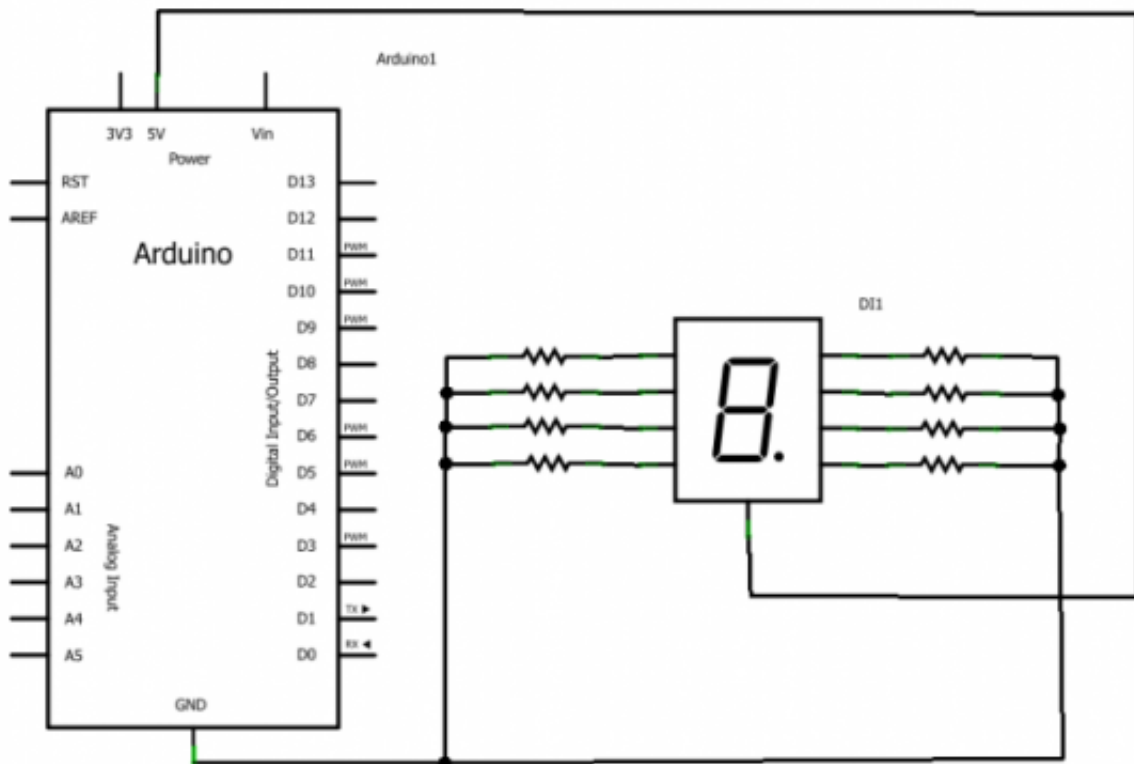 Arduino1
3V3 5V Vin
Power
RST
AREF
Arduino
D13
D12
D11 PWM
D10 PWM
D9 PWM
D8
D7
D6 PWM
D5 PWM
D4
D3 PWM
D2
D1 TX ▶
D0 RX ◀
Digital Input/Output
A0
A1
A2
A3
A4
A5
Analog Input
GND
DI1
8.